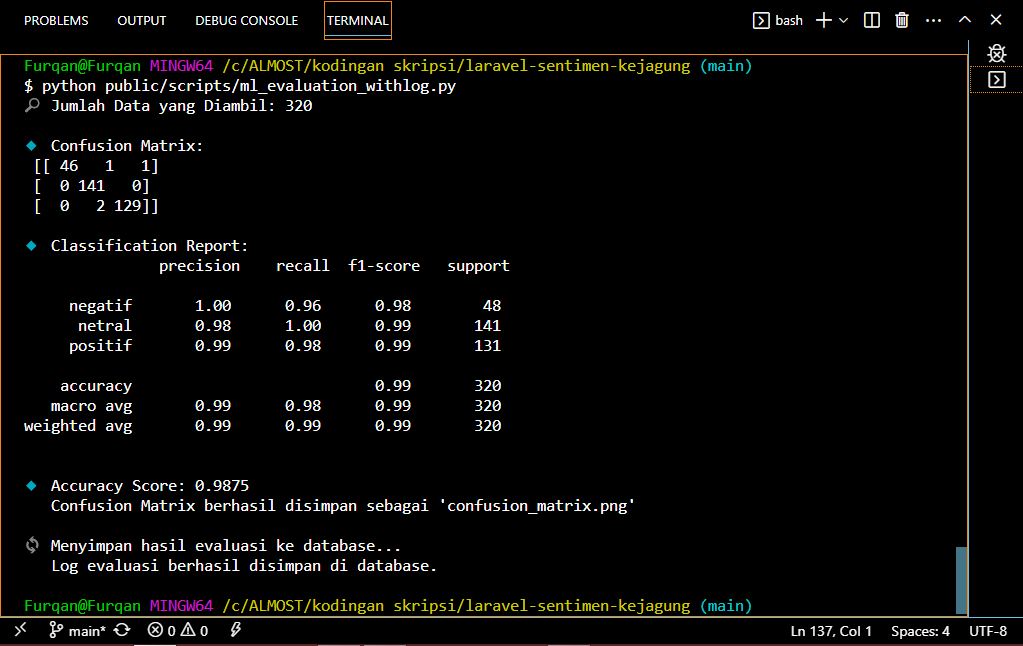 PROBLEMS OUTPUT DEBUG CONSOLE TERMINAL bash
Furqan@Furqan MINGW64 /c/ALMOST/kodingan skripsi/laravel-sentimen-kejagung (main)
$ python public/scripts/ml_evaluation_withlog.py
Jumlah Data yang Diambil: 320
Confusion Matrix:
[[ 46   1   1]
[  0 141   0]
[  0   2 129]]
Classification Report:
precision recall f1-score support
negatif 1.00 0.96 0.98 48
netral 0.98 1.00 0.99 141
positif 0.99 0.98 0.99 131
accuracy 0.99 320
macro avg 0.99 0.98 0.99 320
weighted avg 0.99 0.99 0.99 320
Accuracy Score: 0.9875
Confusion Matrix berhasil disimpan sebagai 'confusion_matrix.png'
Menyimpan hasil evaluasi ke database...
Log evaluasi berhasil disimpan di database.
Furqan@Furqan MINGW64 /c/ALMOST/kodingan skripsi/laravel-sentimen-kejagung (main)
main* 0 0 Ln 137, Col 1 Spaces: 4 UTF-8